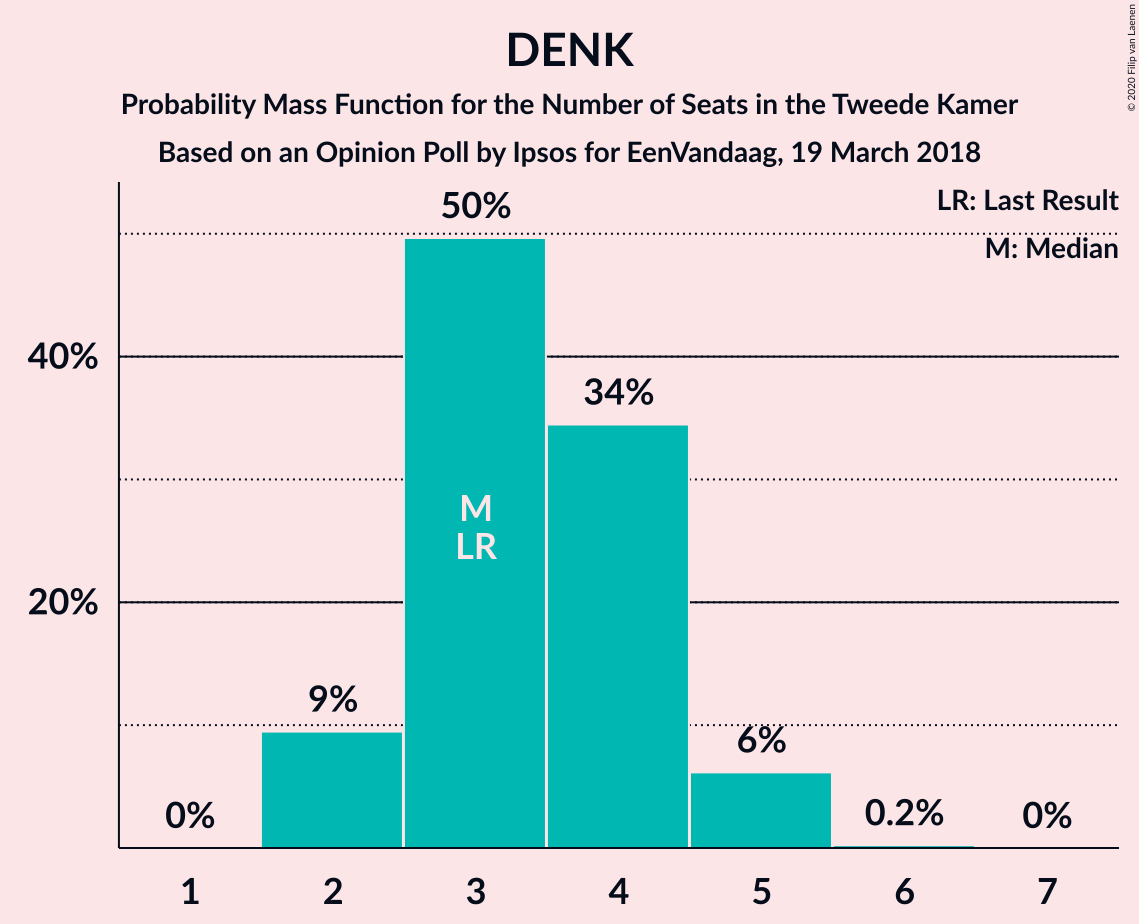 DENK
Probability Mass Function for the Number of Seats in the Tweede Kamer
Based on an Opinion Poll by Ipsos for EenVandaag, 19 March 2018
© 2020 Filip van Laenen
LR: Last Result
M: Median
50%
40%
34%
M
LR
20%
9%
6%
0%
0.2%
0%
1 2 3 4 5 6 7